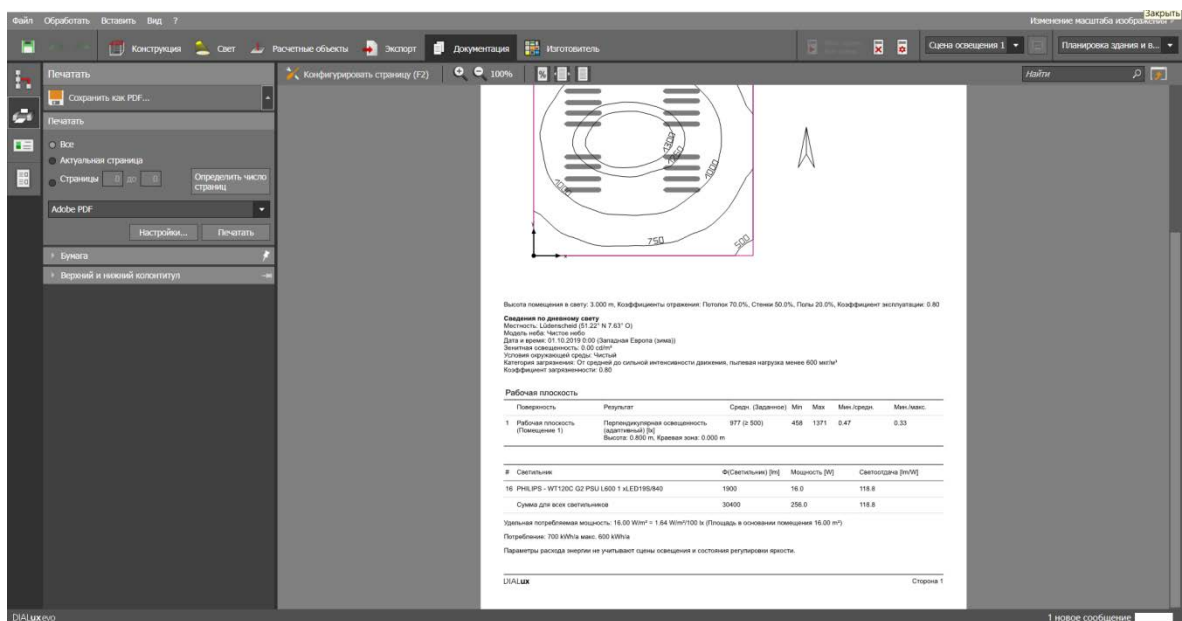 Закрыть
Файл Обработать Вставить Вид ?
Изменение масштаба изображения
Конструкция Свет Расчетные объекты Экспорт Документация Изготовитель
Сцена освещения 1 Планировка здания и в...
Печатать
Конфигурировать страницу (F2) 100%
Найти
Сохранить как PDF...
Печатать
Все
Актуальная страница
Страницы 0 до 0 Определить число страниц
Adobe PDF
Настройки... Печатать
Бумага
Верхний и нижний колонтитул
1300
1000
1000
750
500
Высота помещения в свету: 3.000 m, Коэффициенты отражения: Потолок 70.0%, Стенки 50.0%, Полы 20.0%, Коэффициент эксплуатации: 0.80
Сведения по дневному свету
Местность: Lüdenscheid (51.22° N 7.63° O)
Модель неба: Чистое небо
Дата и время: 01.10.2019 0:00 (Западная Европа (зима))
Зенитная освещенность: 0.00 cd/m²
Условия окружающей среды: Чистый
Категория загрязнения: От средней до сильной интенсивности движения, пылевая нагрузка менее 600 мкг/м³
Коэффициент загрязненности: 0.80
Рабочая плоскость
Поверхность Результат Средн. (Заданное) Min Max Мин./средн. Мин./макс.
1 Рабочая плоскость Перпендикулярная освещенность 977 (≥ 500) 458 1371 0.47 0.33
(Помещение 1) (адаптивный) [lx]
Высота: 0.800 m, Краевая зона: 0.000 m
# Светильник Φ(Светильник) [lm] Мощность [W] Светоотдача [lm/W]
16 PHILIPS - WT120C G2 PSU L600 1 xLED19S/840 1900 16.0 118.8
Сумма для всех светильников 30400 256.0 118.8
Удельная потребляемая мощность: 16.00 W/m² = 1.64 W/m²/100 lx (Площадь в основании помещения 16.00 m²)
Потребление: 700 kWh/a макс. 600 kWh/a
Параметры расхода энергии не учитывают сцены освещения и состояния регулировки яркости.
DIALux Сторона 1
DIALux evo 1 новое сообщение